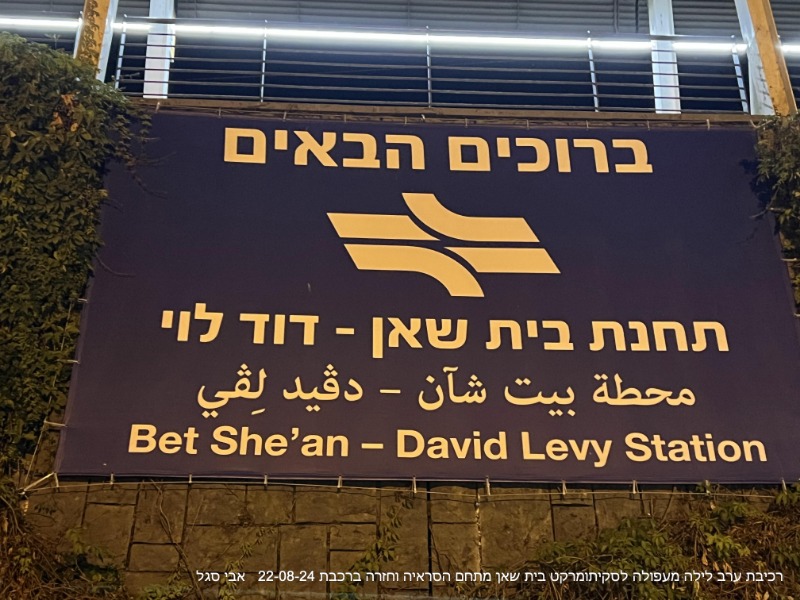 ברוכים הבאים
תחנת בית שאן - דוד לוי
محطة بيت شآن – دڤيد لِڤي
Bet She’an – David Levy Station
רכיבת ערב לילה מעפולה לסקיתומרקט בית שאן מתחם הסראיה וחזרה ברכבת 22-08-24 אבי סגל